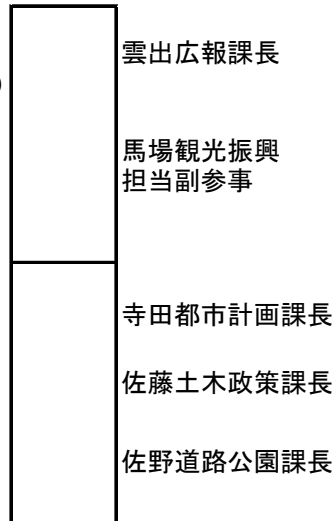 雲出広報課長
馬場観光振興
担当副参事
寺田都市計画課長
佐藤土木政策課長
佐野道路公園課長